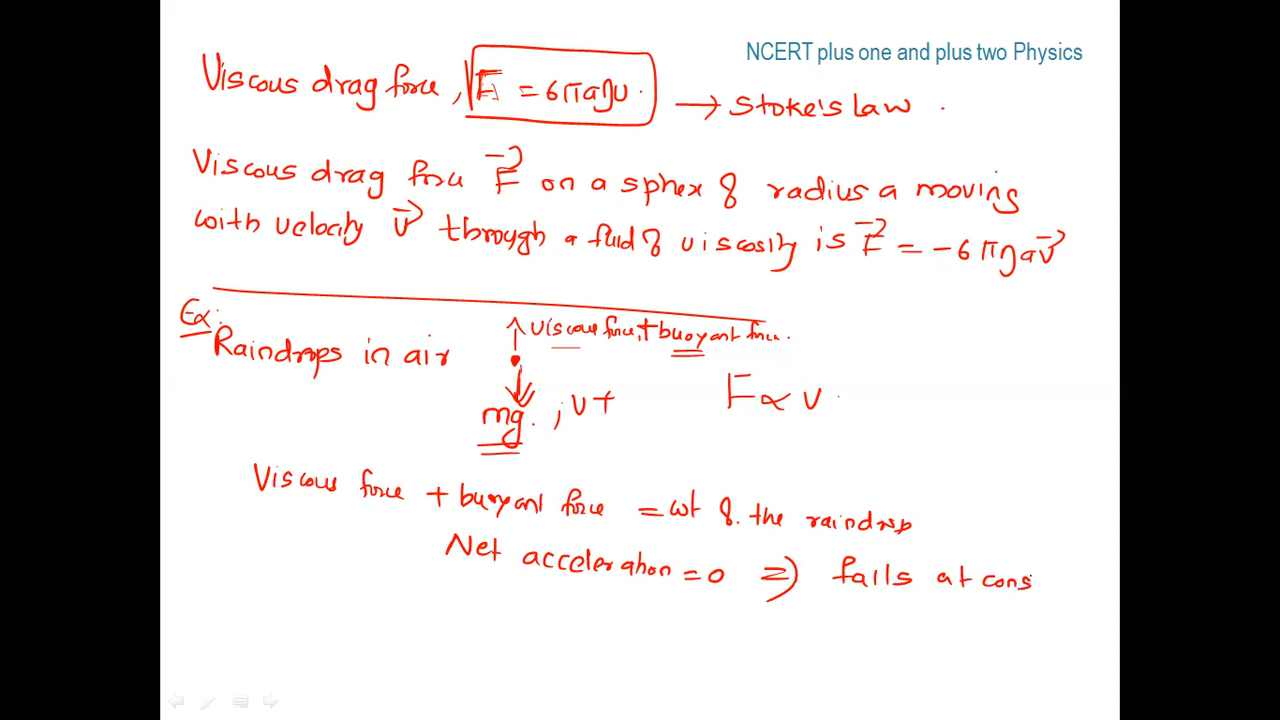 NCERT plus one and plus two Physics
Viscous drag force, F = 6πaηv. → Stoke's law
Viscous drag force F⃗ on a sphere of radius a moving
with velocity v⃗ through a fluid of viscosity is F⃗ = -6πηav⃗
Ex:
Raindrops in air
viscous force + buoyant force.
mg. ; v↑
F ∝ v
Viscous force + buoyant force = wt of. the raindrop
Net acceleration = 0 ⇒ falls at cons